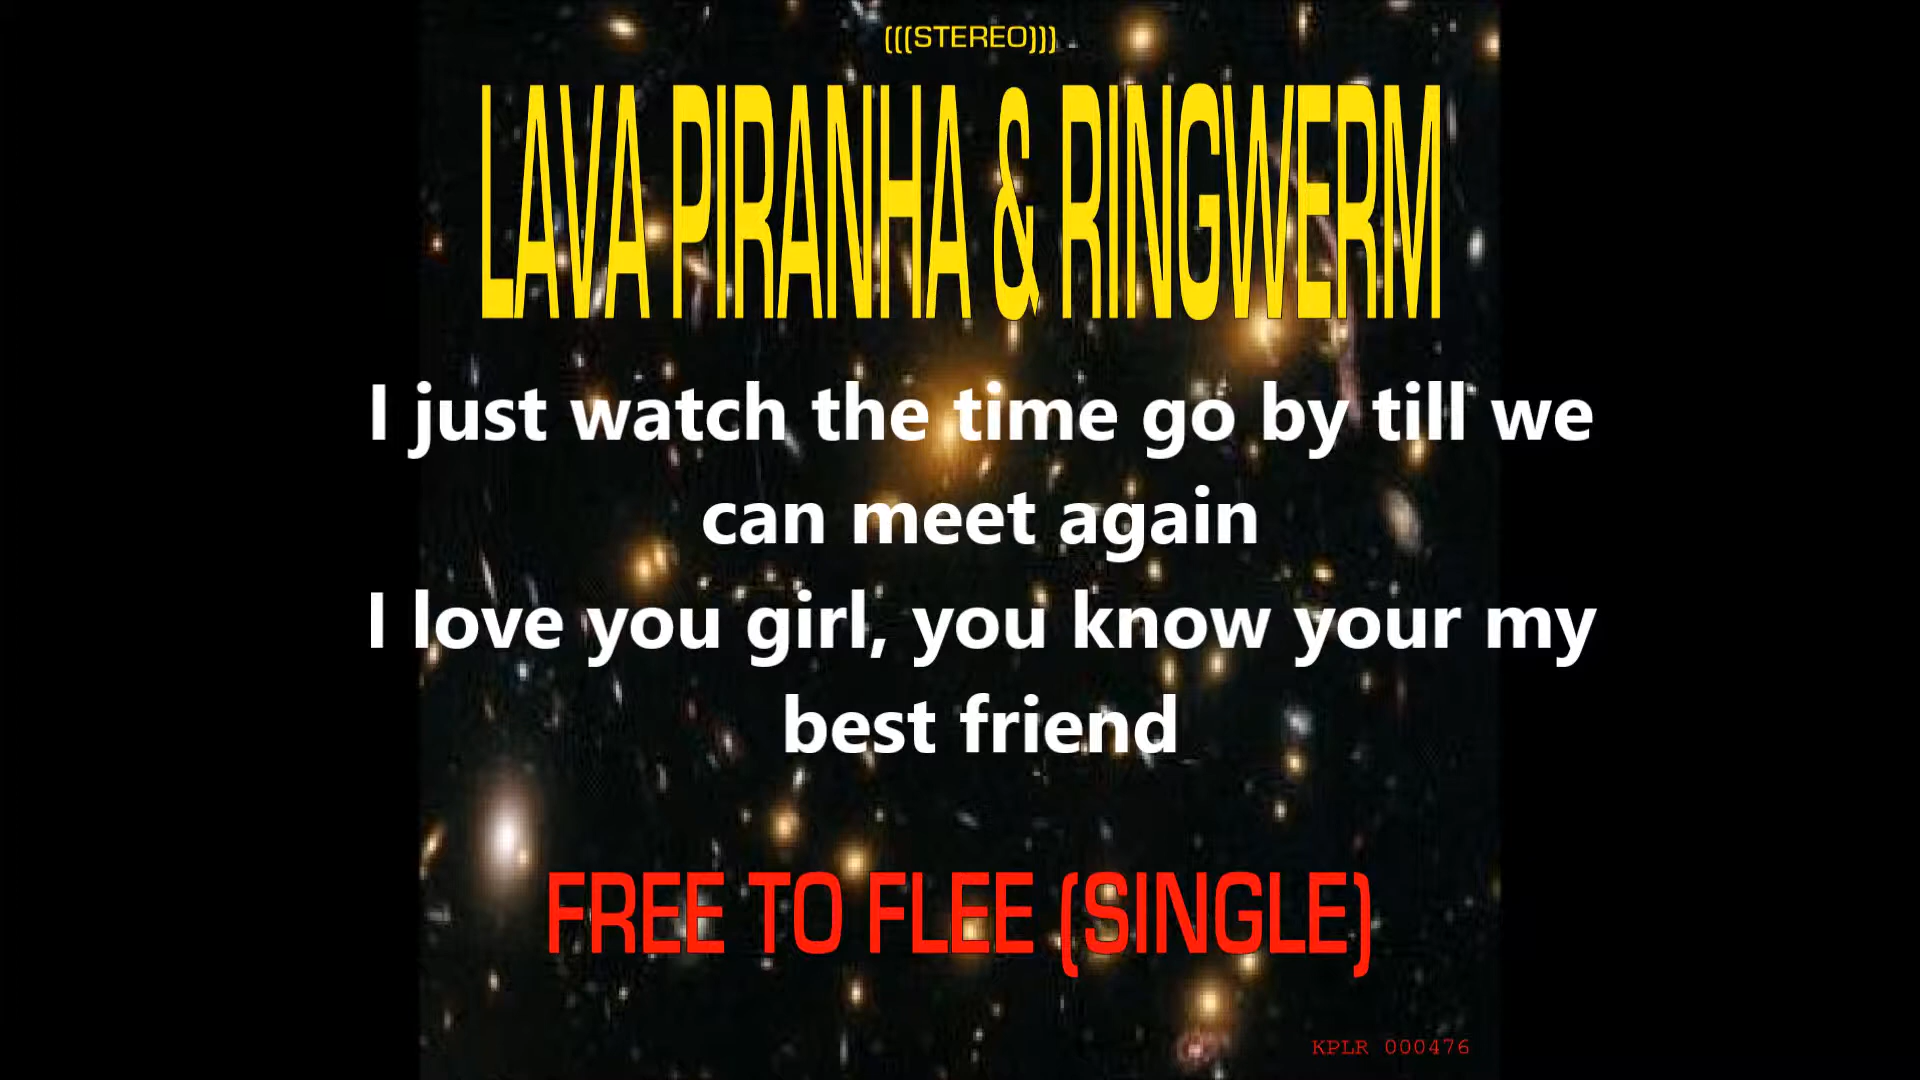 (((STEREO)))
LAVA PIRANHA & RINGWERM
I just watch the time go by till we
can meet again
I love you girl, you know your my
best friend
FREE TO FLEE (SINGLE)
KPLR 000476